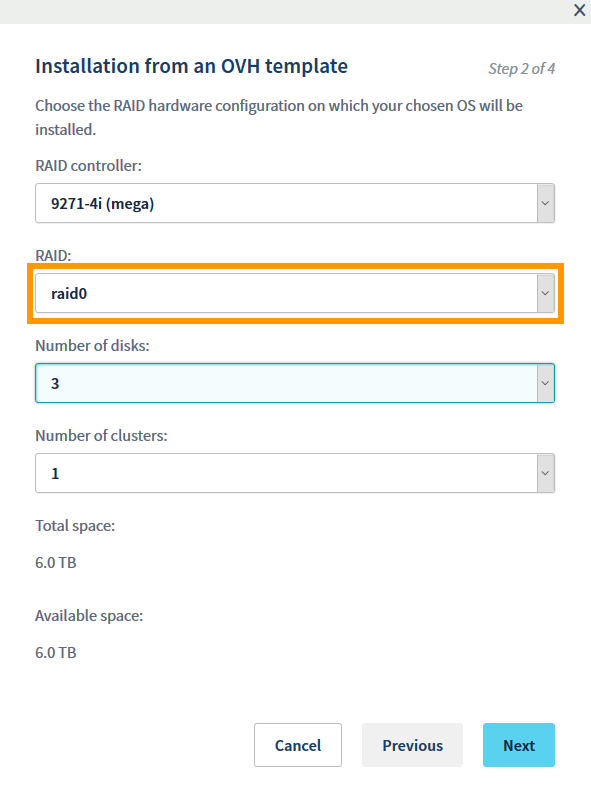 Installation from an OVH template
Step 2 of 4
Choose the RAID hardware configuration on which your chosen OS will be
installed.
RAID controller:
9271-4i (mega)
RAID:
raid0
Number of disks:
3
Number of clusters:
1
Total space:
6.0 TB
Available space:
6.0 TB
Cancel
Previous
Next